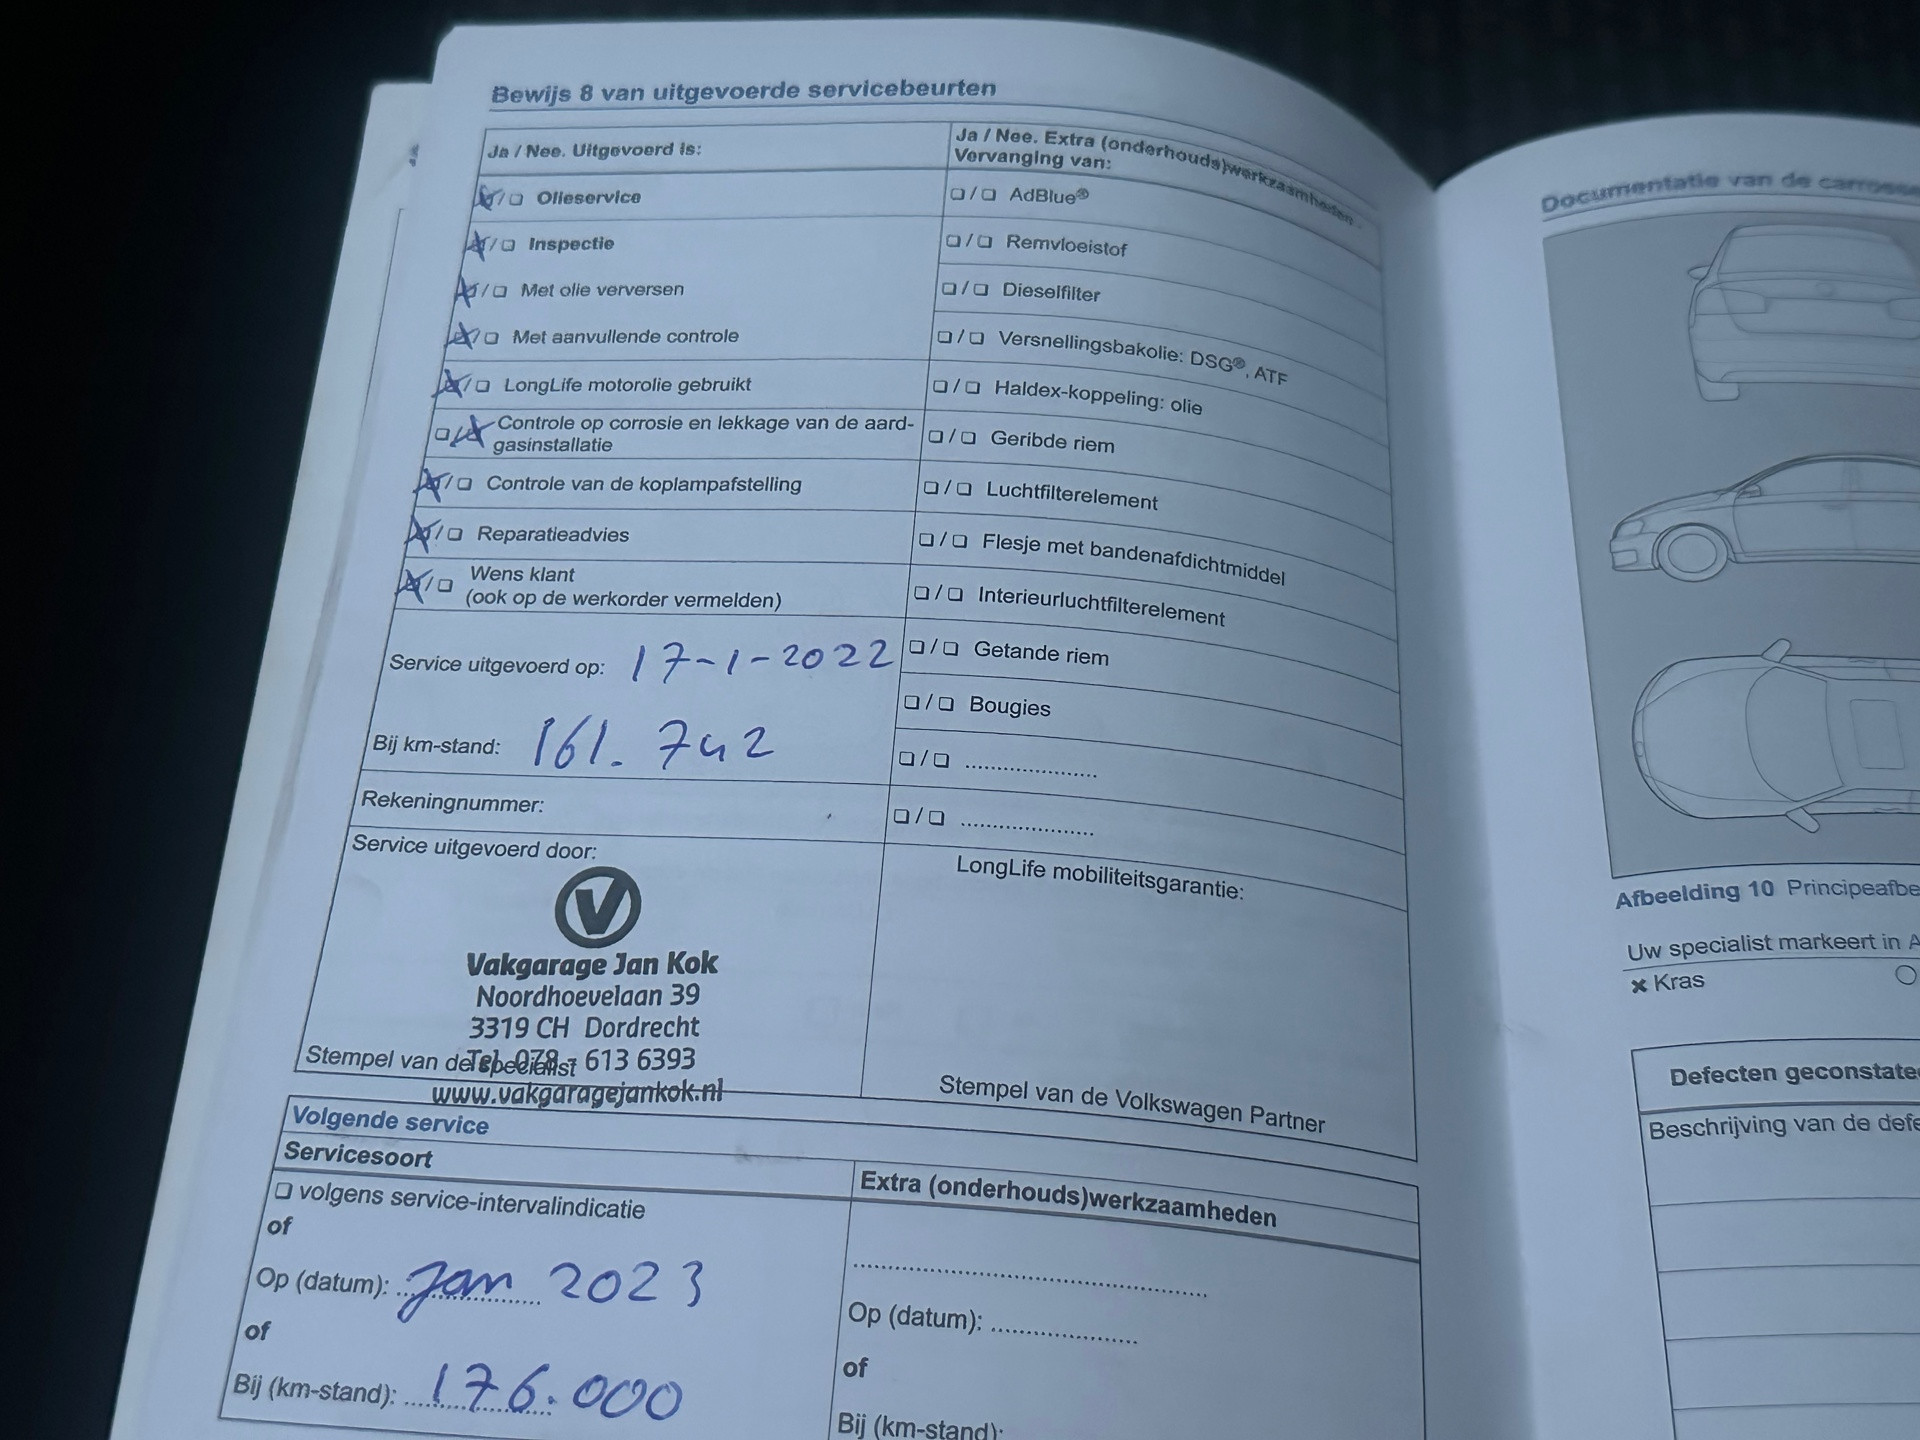 Bewijs 8 van uitgevoerde servicebeurten
Ja / Nee. Uitgevoerd is:
☒/❏ Olieservice
☒/❏ Inspectie
☒/❏ Met olie verversen
☒/❏ Met aanvullende controle
☒/❏ LongLife motorolie gebruikt
❏/☒ Controle op corrosie en lekkage van de aard-
gasinstallatie
☒/❏ Controle van de koplampafstelling
☒/❏ Reparatieadvies
☒/❏ Wens klant
(ook op de werkorder vermelden)
Service uitgevoerd op: 17-1-2022
Bij km-stand: 161.742
Rekeningnummer:
Service uitgevoerd door:
V
Vakgarage Jan Kok
Noordhoevelaan 39
3319 CH Dordrecht
Tel. 078 - 613 6393
www.vakgaragejankok.nl
Stempel van de specialist
Ja / Nee. Extra (onderhouds)werkzaamheden -
Vervanging van:
❏/❏ AdBlue®
❏/❏ Remvloeistof
❏/❏ Dieselfilter
❏/❏ Versnellingsbakolie: DSG®, ATF
❏/❏ Haldex-koppeling: olie
❏/❏ Geribde riem
❏/❏ Luchtfilterelement
❏/❏ Flesje met bandenafdichtmiddel
❏/❏ Interieurluchtfilterelement
❏/❏ Getande riem
❏/❏ Bougies
❏/❏ ......................
❏/❏ ......................
LongLife mobiliteitsgarantie:
Stempel van de Volkswagen Partner
Volgende service
Servicesoort
❏ volgens service-intervalindicatie
of
Op (datum): Jan 2023
of
Bij (km-stand): 176.000
Extra (onderhouds)werkzaamheden
Op (datum): ......................
of
Bij (km-stand):
Documentatie van de
Afbeelding 10
Uw specialist markeert in
× Kras
Defecten
Beschrijving van de